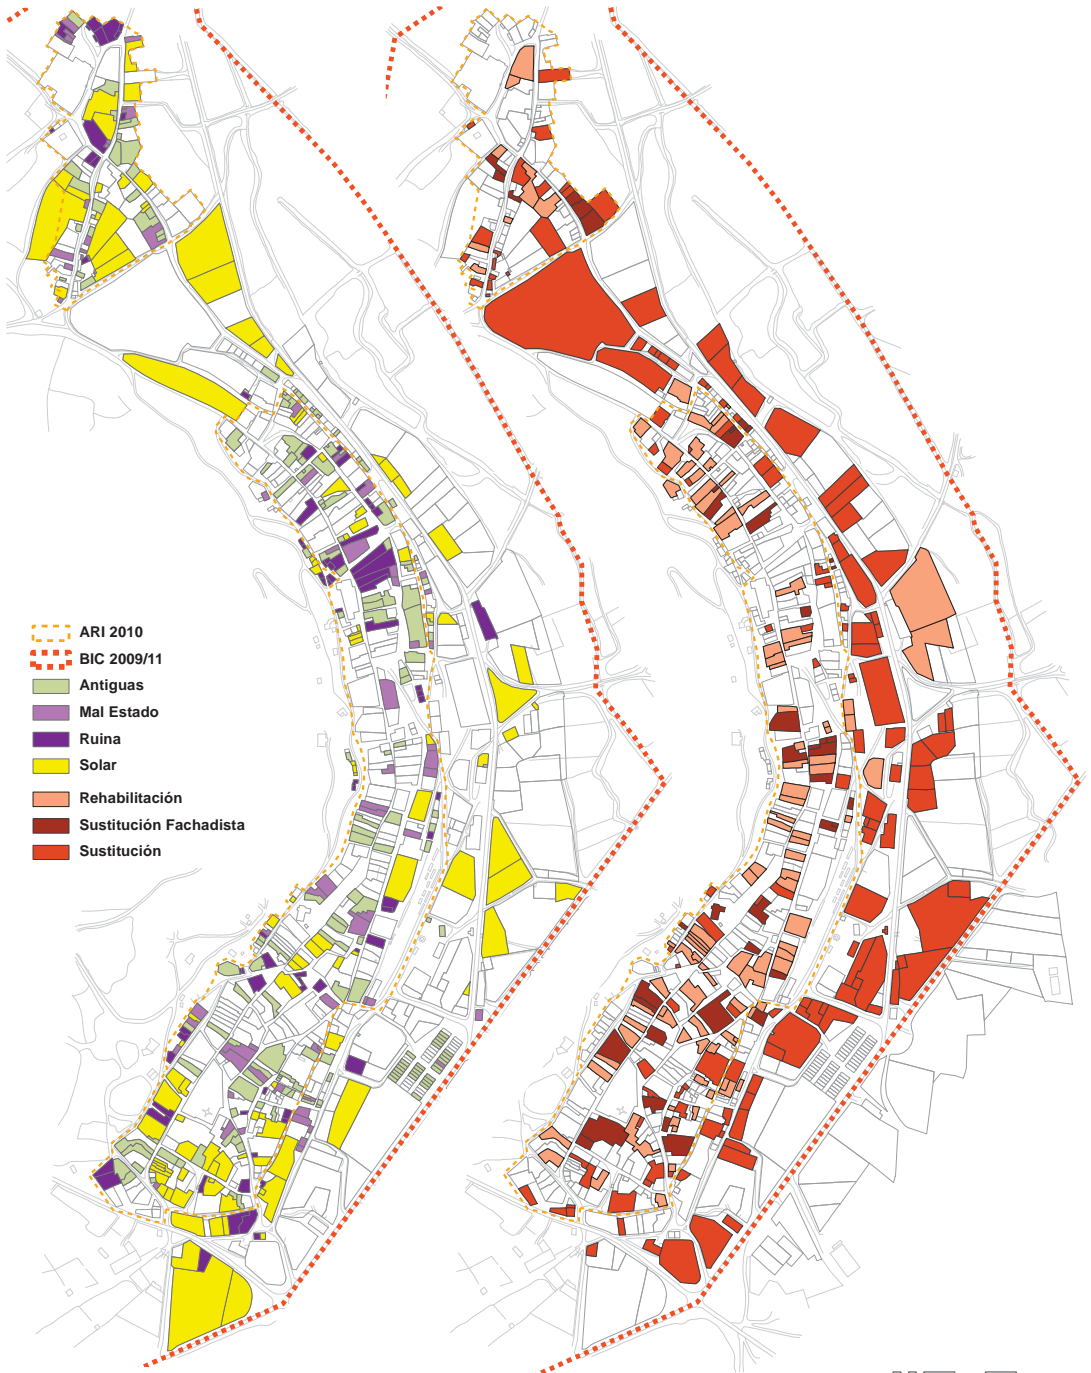 ARI 2010
BIC 2009/11
Antiguas
Mal Estado
Ruina
Solar
Rehabilitación
Sustitución Fachadista
Sustitución